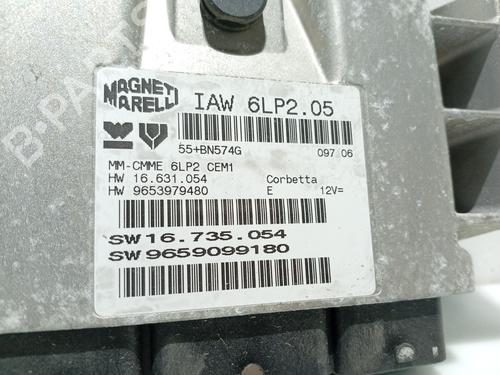 MAGNETI
MARELLI
IAW 6LP2.05
55+BN574G 097 06
MM-CMME 6LP2 CEM1
HW 16.631.054 Corbetta
HW 9653979480 E 12V=
SW 16.735.054
SW 9659099180
B-PARTS